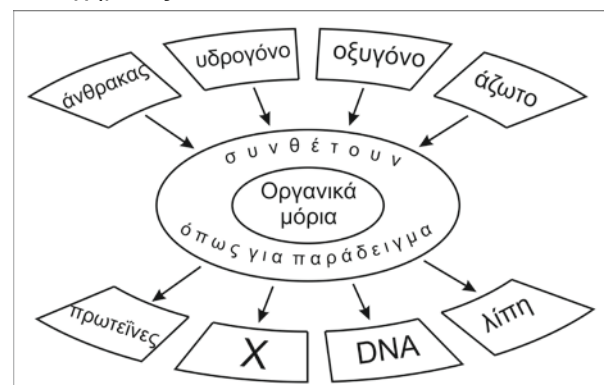 άνθρακας
υδρογόνο
οξυγόνο
άζωτο
συνθέτουν
Οργανικά
μόρια
όπως για παράδειγμα
πρωτεΐνες
X
DNA
λίπη